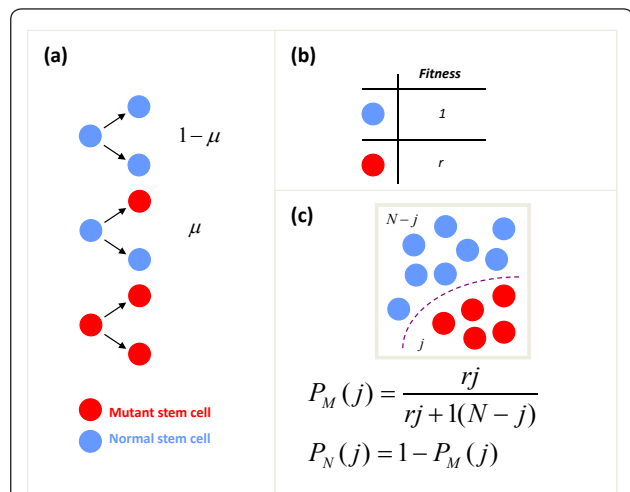 (a)
1 − μ
μ
Mutant stem cell
Normal stem cell
(b)
Fitness
1
r
(c)
N − j
j
P_M(j) = rj / (rj + 1(N − j))
P_N(j) = 1 − P_M(j)